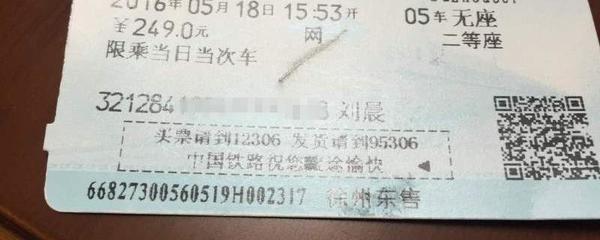 2016年05月18日15:53开
05车无座
￥249.0元
网
二等座
限乘当日当次车
3212841 刘晨
买票请到12306 发货请到95306
中国铁路祝您旅途愉快
66827300560519H002317 徐州东售